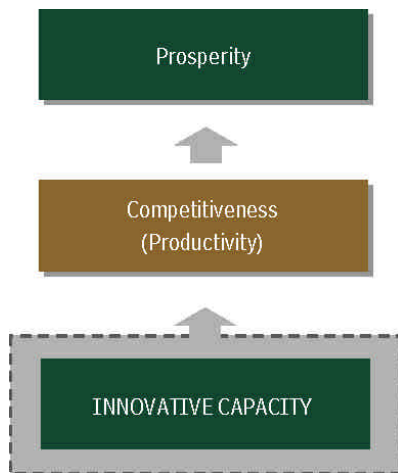 Prosperity
Competitiveness
(Productivity)
INNOVATIVE CAPACITY